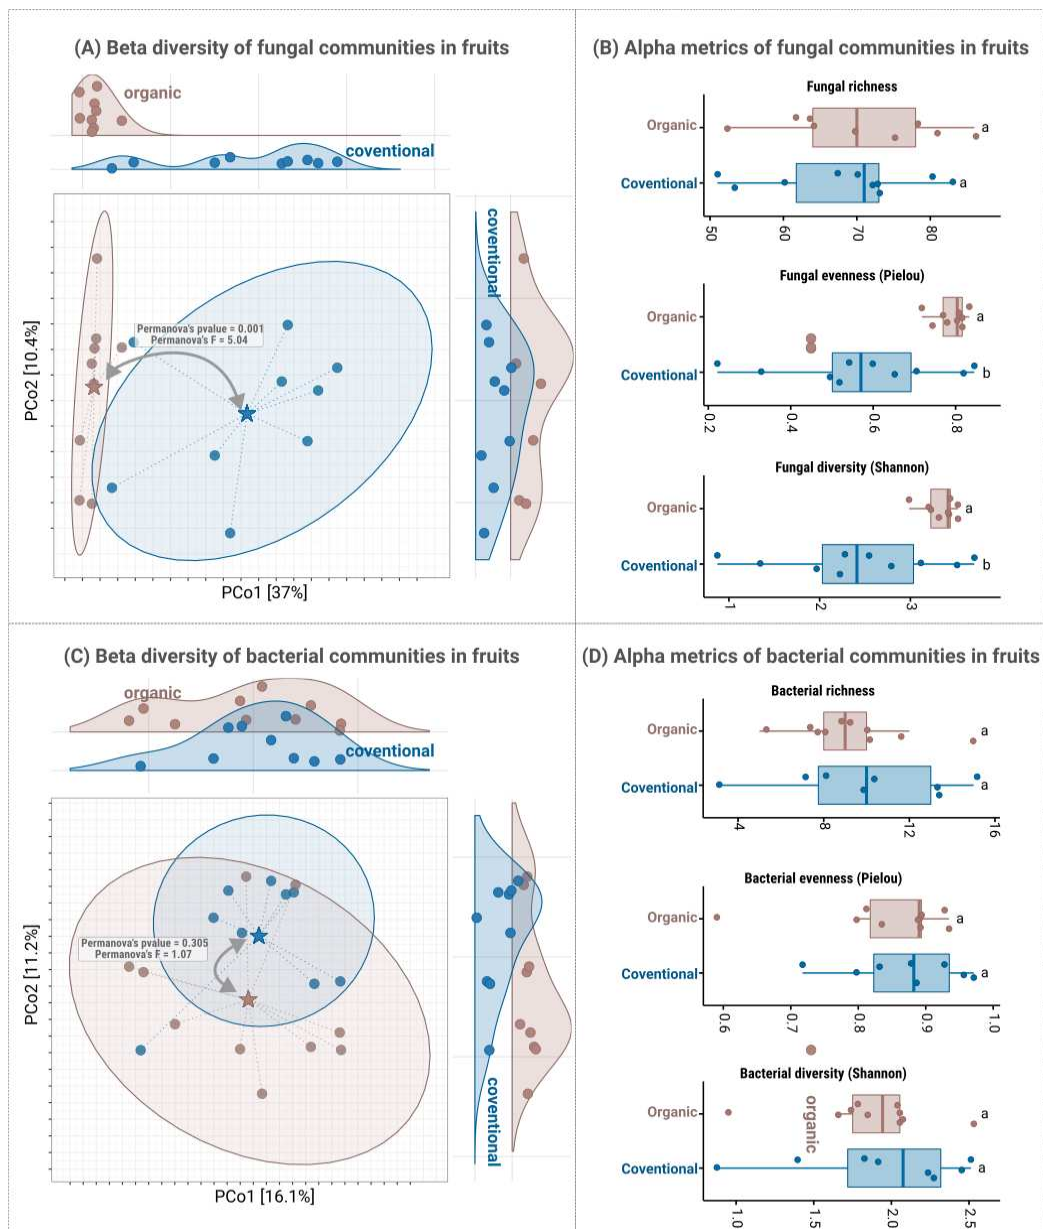 (A) Beta diversity of fungal communities in fruits
organic
coventional
coventional
Permanova's pvalue = 0.001
Permanova's F = 5.04
PCo2 [10.4%]
PCo1 [37%]
(B) Alpha metrics of fungal communities in fruits
Fungal richness
Organic
a
Coventional
a
50 60 70 80
Fungal evenness (Pielou)
Organic
a
Coventional
b
0.2 0.4 0.6 0.8
Fungal diversity (Shannon)
Organic
a
Coventional
b
1 2 3
(C) Beta diversity of bacterial communities in fruits
organic
coventional
Permanova's pvalue = 0.305
Permanova's F = 1.07
PCo2 [11.2%]
coventional
PCo1 [16.1%]
(D) Alpha metrics of bacterial communities in fruits
Bacterial richness
Organic
a
Coventional
a
4 8 12 16
Bacterial evenness (Pielou)
Organic
a
Coventional
a
0.6 0.7 0.8 0.9 1.0
Bacterial diversity (Shannon)
Organic
organic
a
Coventional
a
1.0 1.5 2.0 2.5